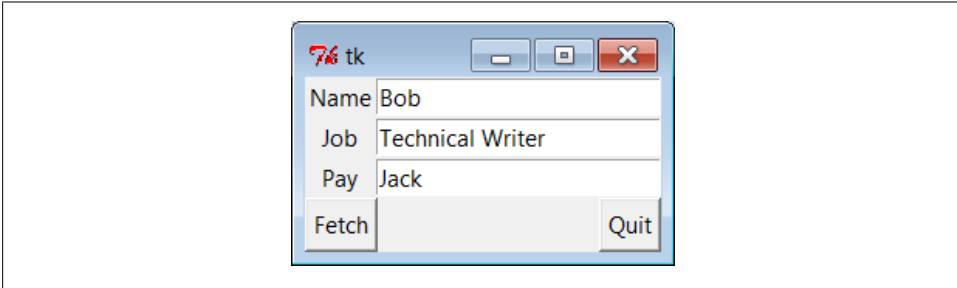 tk
Name Bob
Job Technical Writer
Pay Jack
Fetch Quit